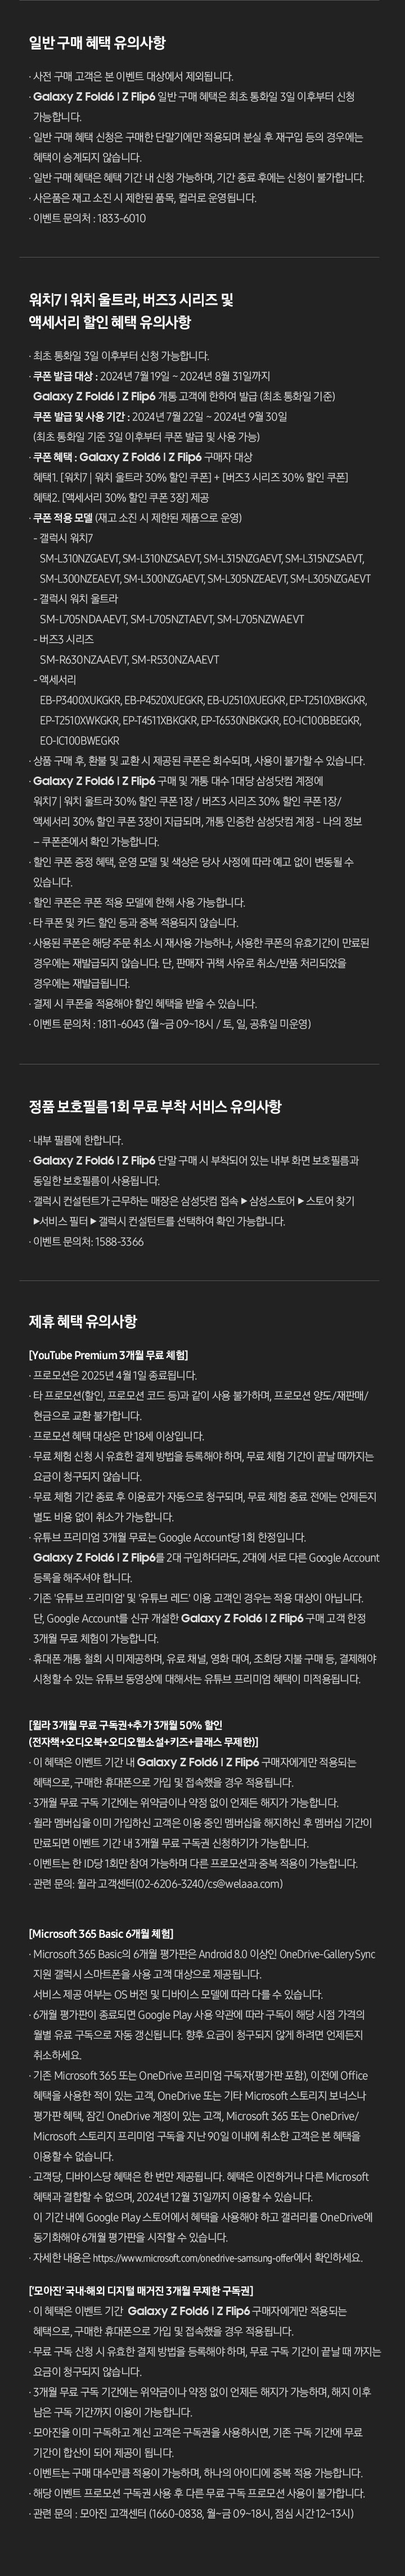 일반 구매 혜택 유의사항
· 사전 구매 고객은 본 이벤트 대상에서 제외됩니다.
· Galaxy Z Fold6 | Z Flip6 일반 구매 혜택은 최초 통화일 3일 이후부터 신청
가능합니다.
· 일반 구매 혜택 신청은 구매한 단말기에만 적용되며 분실 후 재구입 등의 경우에는
혜택이 승계되지 않습니다.
· 일반 구매 혜택은 혜택 기간 내 신청 가능하며, 기간 종료 후에는 신청이 불가합니다.
· 사은품은 재고 소진 시 제한된 품목, 컬러로 운영됩니다.
· 이벤트 문의처 : 1833-6010
워치7 | 워치 울트라, 버즈3 시리즈 및
액세서리 할인 혜택 유의사항
· 최초 통화일 3일 이후부터 신청 가능합니다.
· 쿠폰 발급 대상 : 2024년 7월 19일 ~ 2024년 8월 31일까지
Galaxy Z Fold6 | Z Flip6 개통 고객에 한하여 발급 (최초 통화일 기준)
쿠폰 발급 및 사용 기간 : 2024년 7월 22일 ~ 2024년 9월 30일
(최초 통화일 기준 3일 이후부터 쿠폰 발급 및 사용 가능)
· 쿠폰 혜택 : Galaxy Z Fold6 | Z Flip6 구매자 대상
혜택1. [워치7 | 워치 울트라 30% 할인 쿠폰] + [버즈3 시리즈 30% 할인 쿠폰]
혜택2. [액세서리 30% 할인 쿠폰 3장] 제공
· 쿠폰 적용 모델 (재고 소진 시 제한된 제품으로 운영)
- 갤럭시 워치7
SM-L310NZGAEVT, SM-L310NZSAEVT, SM-L315NZGAEVT, SM-L315NZSAEVT,
SM-L300NZEAEVT, SM-L300NZGAEVT, SM-L305NZEAEVT, SM-L305NZGAEVT
- 갤럭시 워치 울트라
SM-L705NDAAEVT, SM-L705NZTAEVT, SM-L705NZWAEVT
- 버즈3 시리즈
SM-R630NZAAEVT, SM-R530NZAAEVT
- 액세서리
EB-P3400XUKGKR, EB-P4520XUEGKR, EB-U2510XUEGKR, EP-T2510XBKGKR,
EP-T2510XWKGKR, EP-T4511XBKGKR, EP-T6530NBKGKR, EO-IC100BBEGKR,
EO-IC100BWEGKR
· 상품 구매 후, 환불 및 교환 시 제공된 쿠폰은 회수되며, 사용이 불가할 수 있습니다.
· Galaxy Z Fold6 | Z Flip6 구매 및 개통 대수 1대당 삼성닷컴 계정에
워치7 | 워치 울트라 30% 할인 쿠폰 1장 / 버즈3 시리즈 30% 할인 쿠폰 1장/
액세서리 30% 할인 쿠폰 3장이 지급되며, 개통 인증한 삼성닷컴 계정 - 나의 정보
– 쿠폰존에서 확인 가능합니다.
· 할인 쿠폰 증정 혜택, 운영 모델 및 색상은 당사 사정에 따라 예고 없이 변동될 수
있습니다.
· 할인 쿠폰은 쿠폰 적용 모델에 한해 사용 가능합니다.
· 타 쿠폰 및 카드 할인 등과 중복 적용되지 않습니다.
· 사용된 쿠폰은 해당 주문 취소 시 재사용 가능하나, 사용한 쿠폰의 유효기간이 만료된
경우에는 재발급되지 않습니다. 단, 판매자 귀책 사유로 취소/반품 처리되었을
경우에는 재발급됩니다.
· 결제 시 쿠폰을 적용해야 할인 혜택을 받을 수 있습니다.
· 이벤트 문의처 : 1811-6043 (월~금 09~18시 / 토, 일, 공휴일 미운영)
정품 보호필름 1회 무료 부착 서비스 유의사항
· 내부 필름에 한합니다.
· Galaxy Z Fold6 | Z Flip6 단말 구매 시 부착되어 있는 내부 화면 보호필름과
동일한 보호필름이 사용됩니다.
· 갤럭시 컨설턴트가 근무하는 매장은 삼성닷컴 접속 ▶ 삼성스토어 ▶ 스토어 찾기
▶서비스 필터 ▶ 갤럭시 컨설턴트를 선택하여 확인 가능합니다.
· 이벤트 문의처: 1588-3366
제휴 혜택 유의사항
[YouTube Premium 3개월 무료 체험]
· 프로모션은 2025년 4월 1일 종료됩니다.
· 타 프로모션(할인, 프로모션 코드 등)과 같이 사용 불가하며, 프로모션 양도/재판매/
현금으로 교환 불가합니다.
· 프로모션 혜택 대상은 만 18세 이상입니다.
· 무료 체험 신청 시 유효한 결제 방법을 등록해야 하며, 무료 체험 기간이 끝날 때까지는
요금이 청구되지 않습니다.
· 무료 체험 기간 종료 후 이용료가 자동으로 청구되며, 무료 체험 종료 전에는 언제든지
별도 비용 없이 취소가 가능합니다.
· 유튜브 프리미엄 3개월 무료는 Google Account당 1회 한정입니다.
Galaxy Z Fold6 | Z Flip6를 2대 구입하더라도, 2대에 서로 다른 Google Account
등록을 해주셔야 합니다.
· 기존 '유튜브 프리미엄' 및 '유튜브 레드' 이용 고객인 경우는 적용 대상이 아닙니다.
단, Google Account를 신규 개설한 Galaxy Z Fold6 | Z Flip6 구매 고객 한정
3개월 무료 체험이 가능합니다.
· 휴대폰 개통 철회 시 미제공하며, 유료 채널, 영화 대여, 조회당 지불 구매 등, 결제해야
시청할 수 있는 유튜브 동영상에 대해서는 유튜브 프리미엄 혜택이 미적용됩니다.
[윌라 3개월 무료 구독권+추가 3개월 50% 할인
(전자책+오디오북+오디오웹소설+키즈+클래스 무제한)]
· 이 혜택은 이벤트 기간 내 Galaxy Z Fold6 | Z Flip6 구매자에게만 적용되는
혜택으로, 구매한 휴대폰으로 가입 및 접속했을 경우 적용됩니다.
· 3개월 무료 구독 기간에는 위약금이나 약정 없이 언제든 해지가 가능합니다.
· 윌라 멤버십을 이미 가입하신 고객은 이용 중인 멤버십을 해지하신 후 멤버십 기간이
만료되면 이벤트 기간 내 3개월 무료 구독권 신청하기가 가능합니다.
· 이벤트는 한 ID당 1회만 참여 가능하며 다른 프로모션과 중복 적용이 가능합니다.
· 관련 문의: 윌라 고객센터(02-6206-3240/cs@welaaa.com)
[Microsoft 365 Basic 6개월 체험]
· Microsoft 365 Basic의 6개월 평가판은 Android 8.0 이상인 OneDrive-Gallery Sync
지원 갤럭시 스마트폰을 사용 고객 대상으로 제공됩니다.
서비스 제공 여부는 OS 버전 및 디바이스 모델에 따라 다를 수 있습니다.
· 6개월 평가판이 종료되면 Google Play 사용 약관에 따라 구독이 해당 시점 가격의
월별 유료 구독으로 자동 갱신됩니다. 향후 요금이 청구되지 않게 하려면 언제든지
취소하세요.
· 기존 Microsoft 365 또는 OneDrive 프리미엄 구독자(평가판 포함), 이전에 Office
혜택을 사용한 적이 있는 고객, OneDrive 또는 기타 Microsoft 스토리지 보너스나
평가판 혜택, 잠긴 OneDrive 계정이 있는 고객, Microsoft 365 또는 OneDrive/
Microsoft 스토리지 프리미엄 구독을 지난 90일 이내에 취소한 고객은 본 혜택을
이용할 수 없습니다.
· 고객당, 디바이스당 혜택은 한 번만 제공됩니다. 혜택은 이전하거나 다른 Microsoft
혜택과 결합할 수 없으며, 2024년 12월 31일까지 이용할 수 있습니다.
이 기간 내에 Google Play 스토어에서 혜택을 사용해야 하고 갤러리를 OneDrive에
동기화해야 6개월 평가판을 시작할 수 있습니다.
· 자세한 내용은 https://www.microsoft.com/onedrive-samsung-offer에서 확인하세요.
['모아진' 국내·해외 디지털 매거진 3개월 무제한 구독권]
· 이 혜택은 이벤트 기간 Galaxy Z Fold6 | Z Flip6 구매자에게만 적용되는
혜택으로, 구매한 휴대폰으로 가입 및 접속했을 경우 적용됩니다.
· 무료 구독 신청 시 유효한 결제 방법을 등록해야 하며, 무료 구독 기간이 끝날 때 까지는
요금이 청구되지 않습니다.
· 3개월 무료 구독 기간에는 위약금이나 약정 없이 언제든 해지가 가능하며, 해지 이후
남은 구독 기간까지 이용이 가능합니다.
· 모아진을 이미 구독하고 계신 고객은 구독권을 사용하시면, 기존 구독 기간에 무료
기간이 합산이 되어 제공이 됩니다.
· 이벤트는 구매 대수만큼 적용이 가능하며, 하나의 아이디에 중복 적용 가능합니다.
· 해당 이벤트 프로모션 구독권 사용 후 다른 무료 구독 프로모션 사용이 불가합니다.
· 관련 문의 : 모아진 고객센터 (1660-0838, 월~금 09~18시, 점심 시간 12~13시)